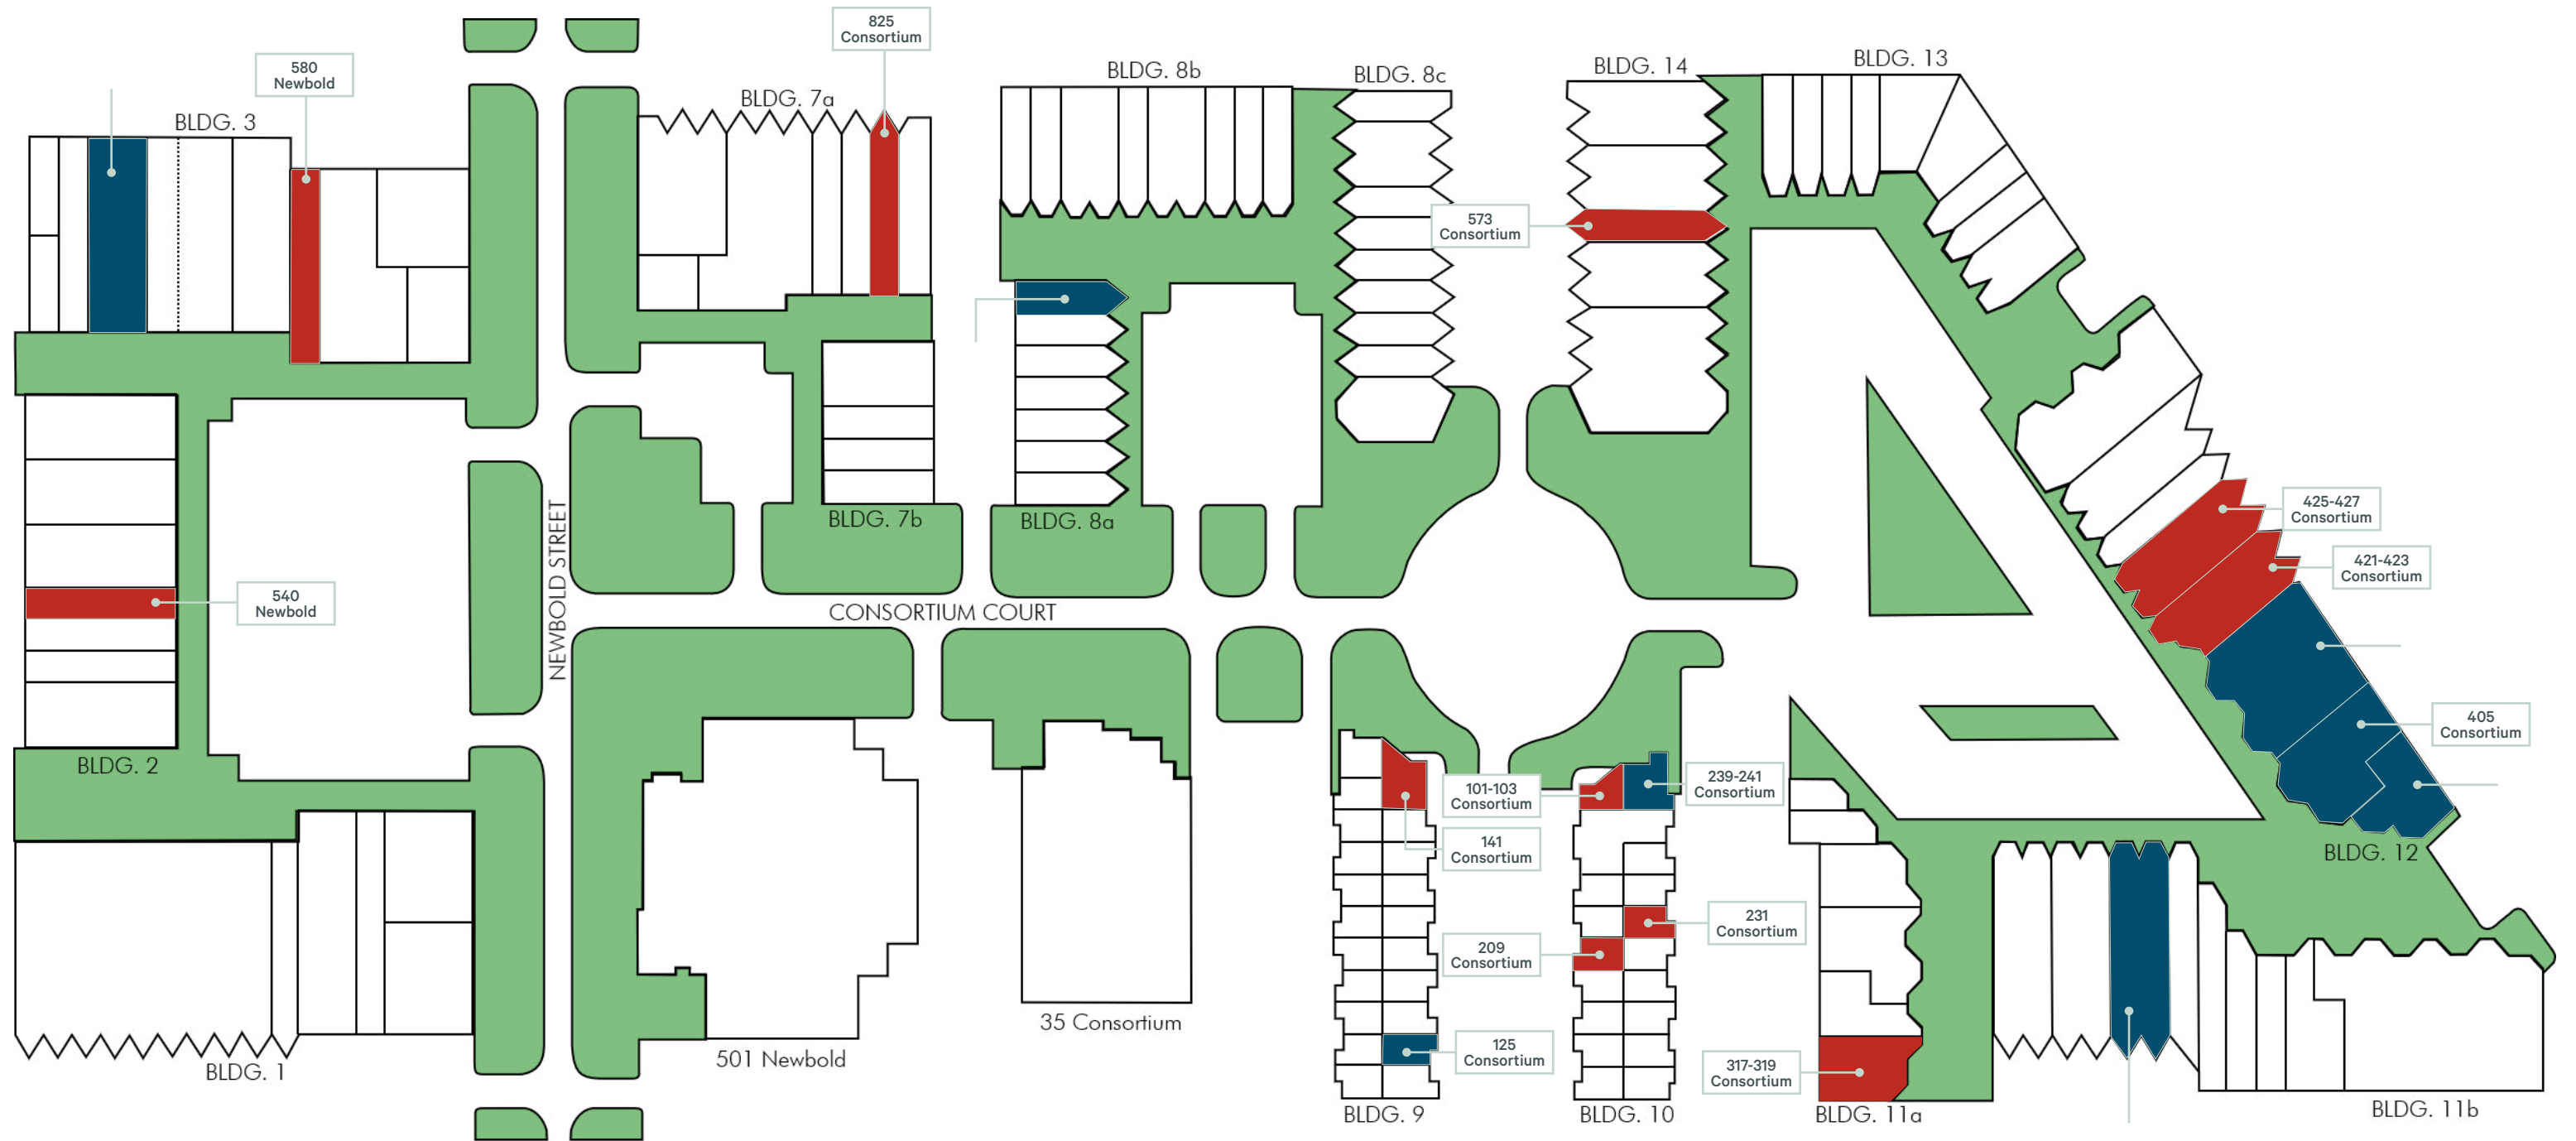 825
Consortium
580
Newbold
BLDG. 3
BLDG. 7a
BLDG. 8b
BLDG. 8c
BLDG. 14
BLDG. 13
573
Consortium
425-427
Consortium
421-423
Consortium
BLDG. 7b
BLDG. 8a
540
Newbold
NEWBOLD STREET
CONSORTIUM COURT
BLDG. 2
405
Consortium
101-103
Consortium
239-241
Consortium
141
Consortium
BLDG. 12
231
Consortium
209
Consortium
35 Consortium
125
Consortium
501 Newbold
BLDG. 1
317-319
Consortium
BLDG. 9
BLDG. 10
BLDG. 11a
BLDG. 11b